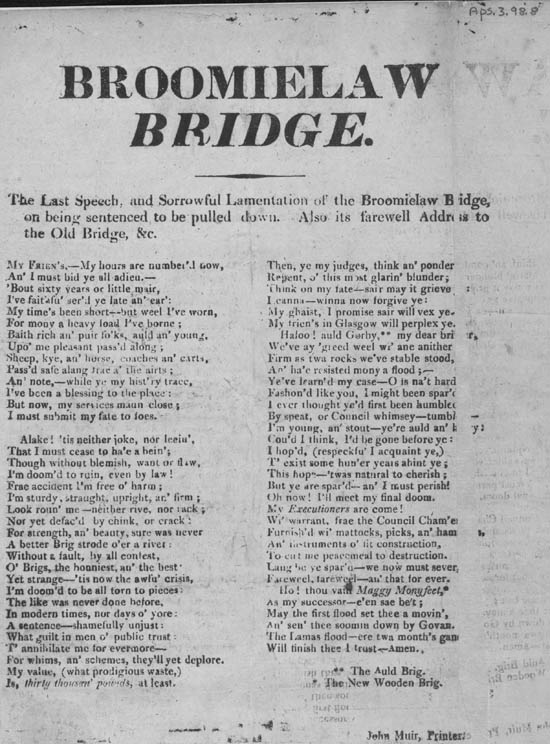 Aps.3.98.8
BROOMIELAW
BRIDGE.
The Last Speech, and Sorrowful Lamentation of the Broomielaw B idge,
on being sentenced to be pulled down. Also its farewell Addr s to
the Old Bridge, &c.
MY FRIEN'S,—My hours are number'd now,
An' I must bid ye all adieu.—
'Bout sixty years or little mair,
I've faithfu' ser'd ye late an' ear':
My time's been short—but weel I've worn,
For mony a heavy load I've borne;
Baith rich an' puir folks, auld an' young,
Upo' me pleasant pass'd along;
Sheep, kye, an' horse, coaches an' carts,
Pass'd safe alang frae a' the airts;
An' note,—while ye my hist'ry trace,
I've been a blessing to the place:
But now, my services maun close;
I must submit my fate to foes.
Alake! 'tis neither joke, nor leein',
That I must cease to ha'e a bein';
Though without blemish, want or flaw,
I'm doom'd to ruin, even by law!
Frae accident I'm free o' harm;
I'm sturdy, straught, upright, an' firm;
Look roun' me—neither rive, nor rack;
Nor yet defac'd by chink, or crack:
For strength, an' beauty, sure was never
A better Brig strode o'er a river:
Without a fault, by all contest,
O' Brigs, the bonniest, an' the best:
Yet strange—'tis now the awfu' crisis,
I'm doom'd to be all torn to pieces:
The like was never done before,
In modern times, nor days o' yore:
A sentence—shamefully unjust:
What guilt in men o' public trust:
T' annihilate me for evermore—
For whims, an' schemes, they'll yet deplore.
My value, (what prodigious waste,)
Is, thirty thousan' pounds, at least.
Then, ye my judges, think an' ponder
Repent, o' this most glarin' blunder;
Think on my fate—sair may it grieve
I canna—winna now forgive ye:
My ghaist, I promise sair will vex ye.
My frien's in Glasgow will perplex ye.
Haloo! auld Gorby,** my dear bri r,
We've ay 'greed weel wi' ane anither
Firm as twa rocks we've stable stood,
An' ha'e resisted mony a flood;—
Ye've learn'd my case—O is na't hard
Fashon'd like you, I might been spar'd
I ever thought ye'd first been humbled
By speat, or Council whimsey—tumbl
I'm young, an' stout—ye're auld an' k y:
Cou'd I think, I'd be gone before ye:
I hop'd, (respeckfu' I acquaint ye,)
T' exist some hun'er years ahint ye;
This hope—'twas natural to cherish;
But ye are spar'd—an' I must perish!
Oh now! I'll meet my final doom.
My Executioners are come!
Wi' warrant, frae the Council Cham'er
Furnish'd wi' mattocks, picks, an' ham s,
An' instruments o' fit construction,
To cut me peacemeal to destruction.
Lang be ye spar'd—we now must sever,
Fareweel, fareweel—an' that for ever.
Ho! thou vain Maggy Monyfeet,*
As my successor—e'en sae be't;
May the first flood set thee a movin',
An' sen' thee soomin down by Govan.
The Lamas flood—ere twa month's gane
Will finish thee I trust—Amen.
** The Auld Brig.
* The New Wooden Brig.
John Muir, Printer.